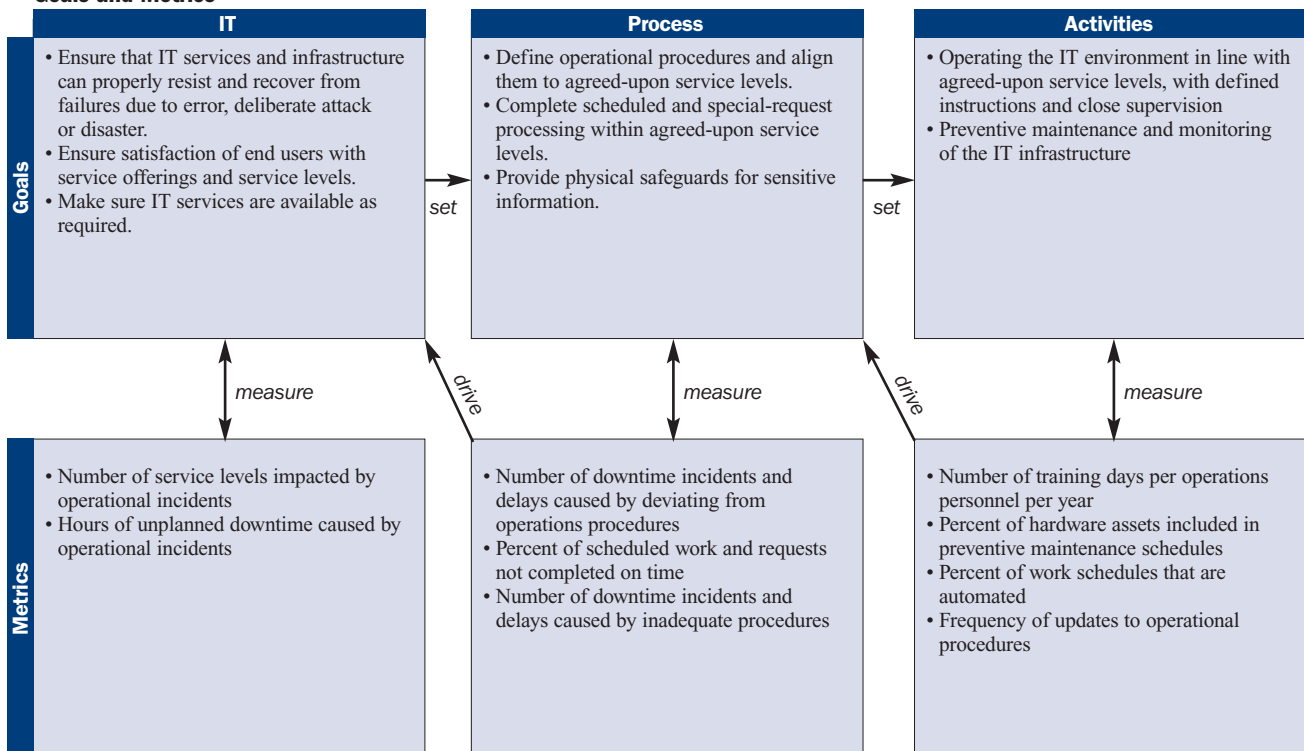 Goals and Metrics
IT
Process
Activities
Goals
• Ensure that IT services and infrastructure
can properly resist and recover from
failures due to error, deliberate attack
or disaster.
• Ensure satisfaction of end users with
service offerings and service levels.
• Make sure IT services are available as
required.
set
• Define operational procedures and align
them to agreed-upon service levels.
• Complete scheduled and special-request
processing within agreed-upon service
levels.
• Provide physical safeguards for sensitive
information.
set
• Operating the IT environment in line with
agreed-upon service levels, with defined
instructions and close supervision
• Preventive maintenance and monitoring
of the IT infrastructure
measure
drive
measure
drive
measure
Metrics
• Number of service levels impacted by
operational incidents
• Hours of unplanned downtime caused by
operational incidents
• Number of downtime incidents and
delays caused by deviating from
operations procedures
• Percent of scheduled work and requests
not completed on time
• Number of downtime incidents and
delays caused by inadequate procedures
• Number of training days per operations
personnel per year
• Percent of hardware assets included in
preventive maintenance schedules
• Percent of work schedules that are
automated
• Frequency of updates to operational
procedures